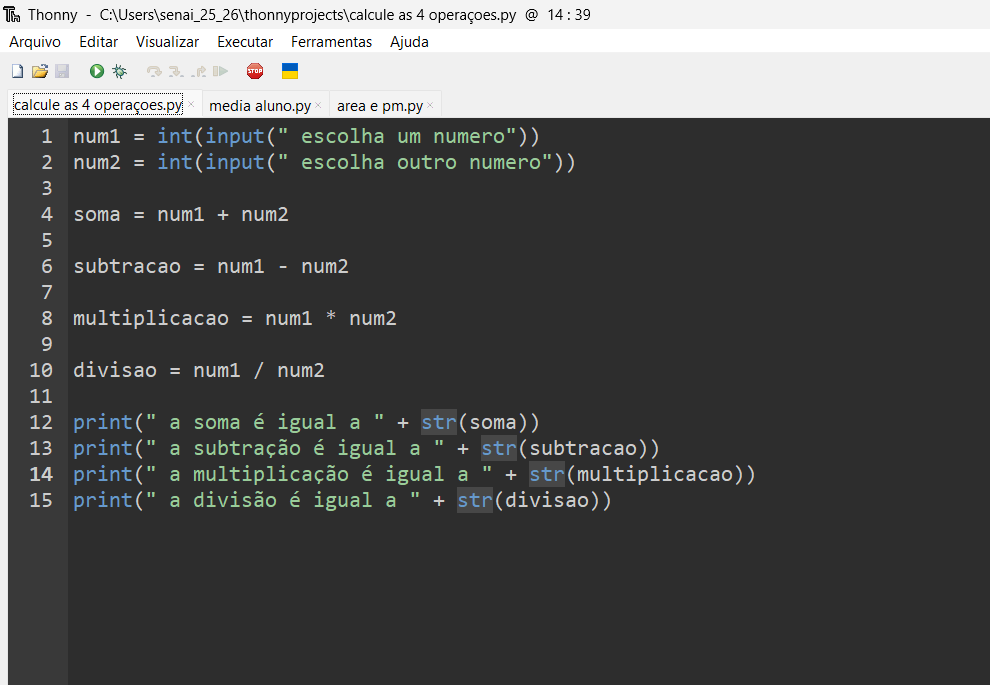 Thonny - C:\Users\senai_25_26\thonnyprojects\calcule as 4 operaçoes.py @ 14 : 39
Arquivo Editar Visualizar Executar Ferramentas Ajuda
STOP
calcule as 4 operaçoes.py × media aluno.py × area e pm.py ×
1 num1 = int(input(" escolha um numero"))
2 num2 = int(input(" escolha outro numero"))
3
4 soma = num1 + num2
5
6 subtracao = num1 - num2
7
8 multiplicacao = num1 * num2
9
10 divisao = num1 / num2
11
12 print(" a soma é igual a " + str(soma))
13 print(" a subtração é igual a " + str(subtracao))
14 print(" a multiplicação é igual a " + str(multiplicacao))
15 print(" a divisão é igual a " + str(divisao))